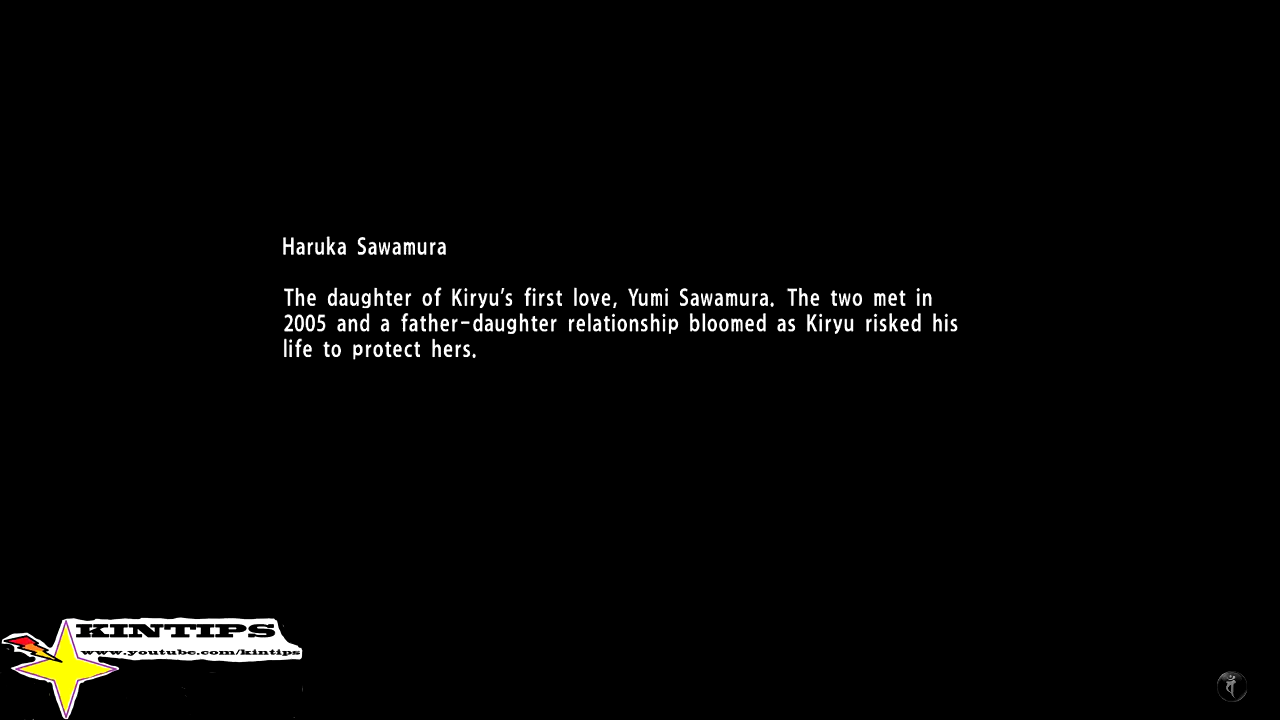 Haruka Sawamura
The daughter of Kiryu's first love, Yumi Sawamura. The two met in
2005 and a father-daughter relationship bloomed as Kiryu risked his
life to protect hers.
KINTIPS
www.youtube.com/kintips